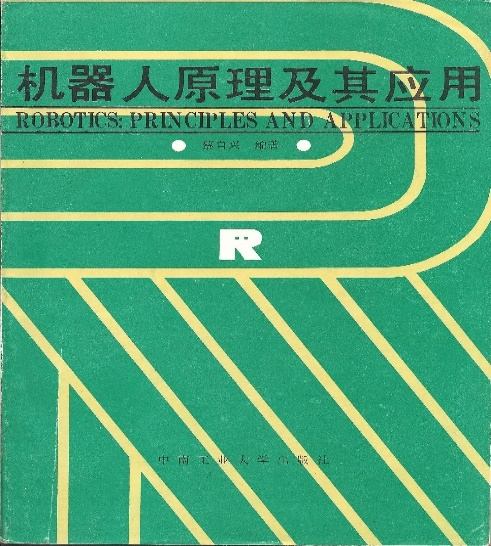 机器人原理及其应用
ROBOTICS: PRINCIPLES AND APPLICATIONS
蔡自兴 编著
R
中南工业大学出版社